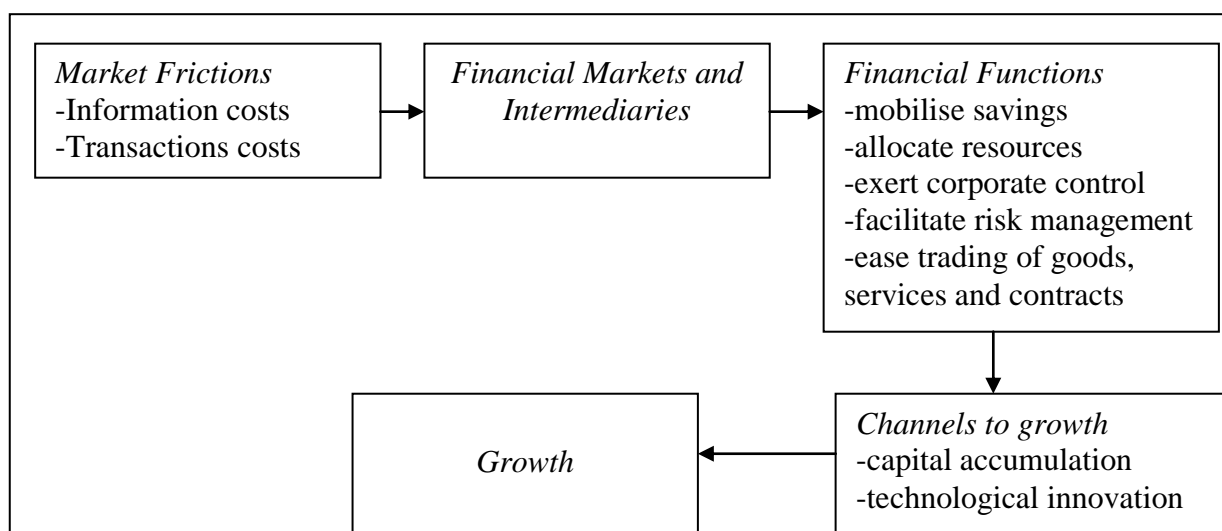 Market Frictions
-Information costs
-Transactions costs
Financial Markets and
Intermediaries
Financial Functions
-mobilise savings
-allocate resources
-exert corporate control
-facilitate risk management
-ease trading of goods,
services and contracts
Channels to growth
-capital accumulation
-technological innovation
Growth